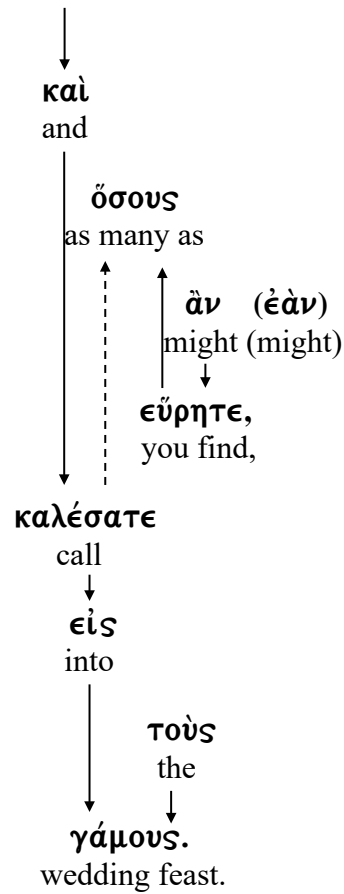 καὶ
and
ὅσους
as many as
ἂν (ἐὰν)
might (might)
εὕρητε,
you find,
καλέσατε
call
εἰς
into
τοὺς
the
γάμους.
wedding feast.